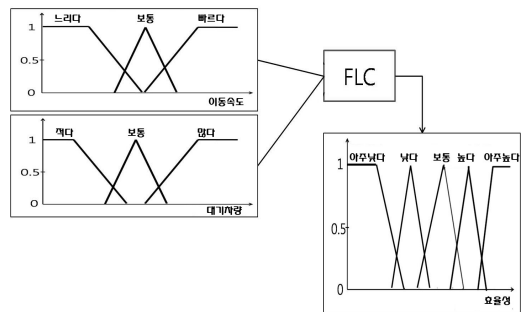 느리다 보통 빠르다
1
0.5
0
이동속도
적다 보통 많다
1
0.5
0
대기차량
FLC
아주낮다 낮다 보통 높다 아주높다
1
0.5
0
효율성